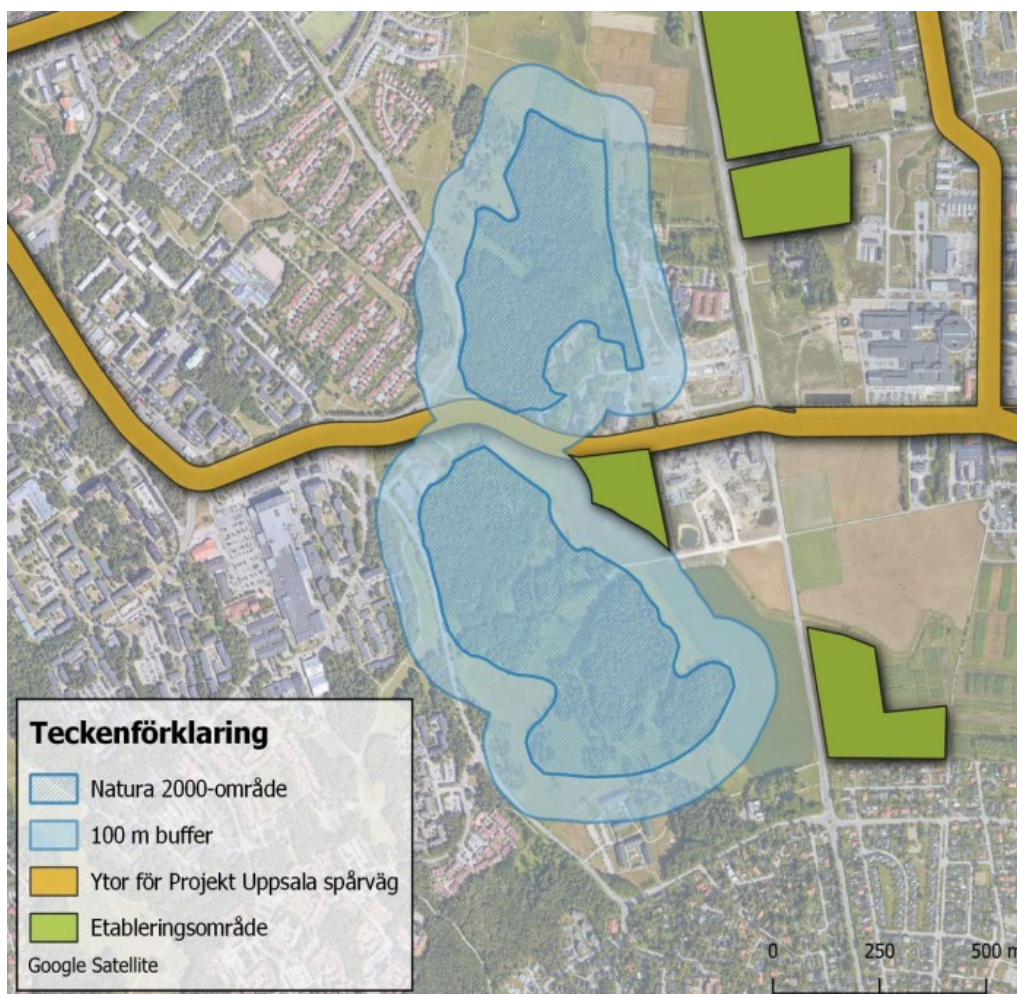 Teckenförklaring
Natura 2000-område
100 m buffer
Ytor för Projekt Uppsala spårväg
Etableringsområde
Google Satellite
0 250 500 m